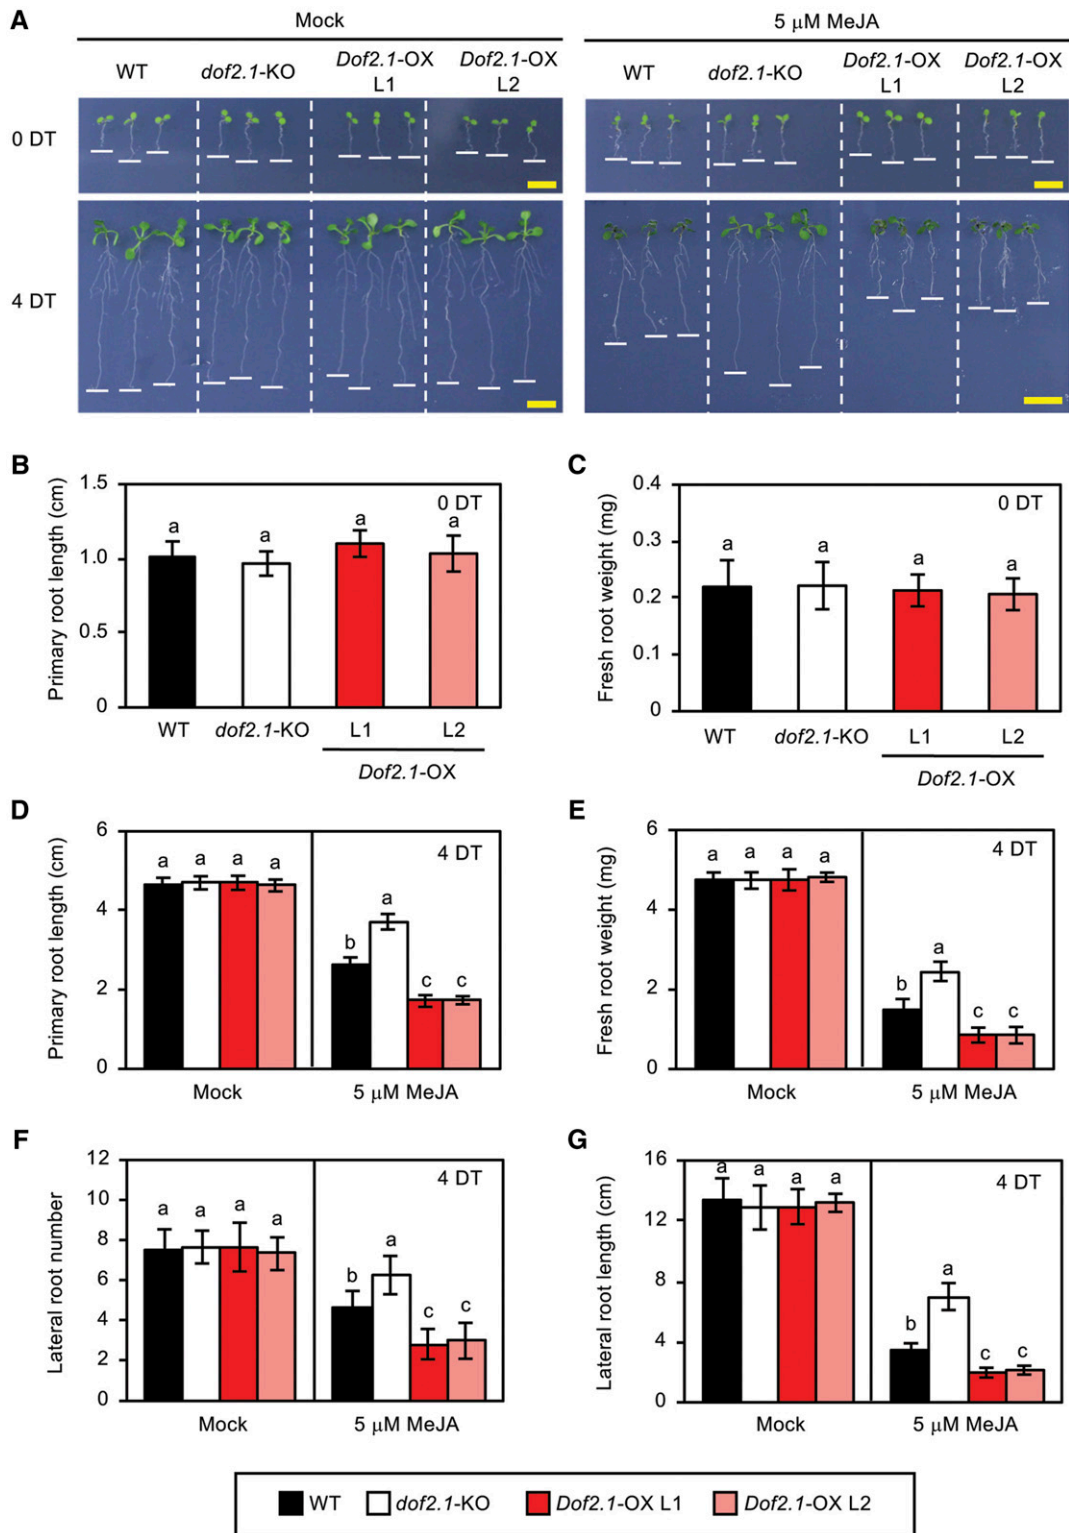 A
Mock
5 μM MeJA
WT
dof2.1-KO
Dof2.1-OX
L1
Dof2.1-OX
L2
WT
dof2.1-KO
Dof2.1-OX
L1
Dof2.1-OX
L2
0 DT
4 DT
B
Primary root length (cm)
1.5
1.0
0.5
0
0 DT
a
a
a
a
WT
dof2.1-KO
L1
L2
Dof2.1-OX
C
Fresh root weight (mg)
0.4
0.3
0.2
0.1
0
0 DT
a
a
a
a
WT
dof2.1-KO
L1
L2
Dof2.1-OX
D
Primary root length (cm)
6
4
2
0
4 DT
a a a a
b a c c
Mock
5 μM MeJA
E
Fresh root weight (mg)
6
4
2
0
4 DT
a a a a
b a c c
Mock
5 μM MeJA
F
Lateral root number
12
10
8
6
4
2
0
4 DT
a a a a
b a c c
Mock
5 μM MeJA
G
Lateral root length (cm)
16
12
8
4
0
4 DT
a a a a
b a c c
Mock
5 μM MeJA
WT dof2.1-KO Dof2.1-OX L1 Dof2.1-OX L2